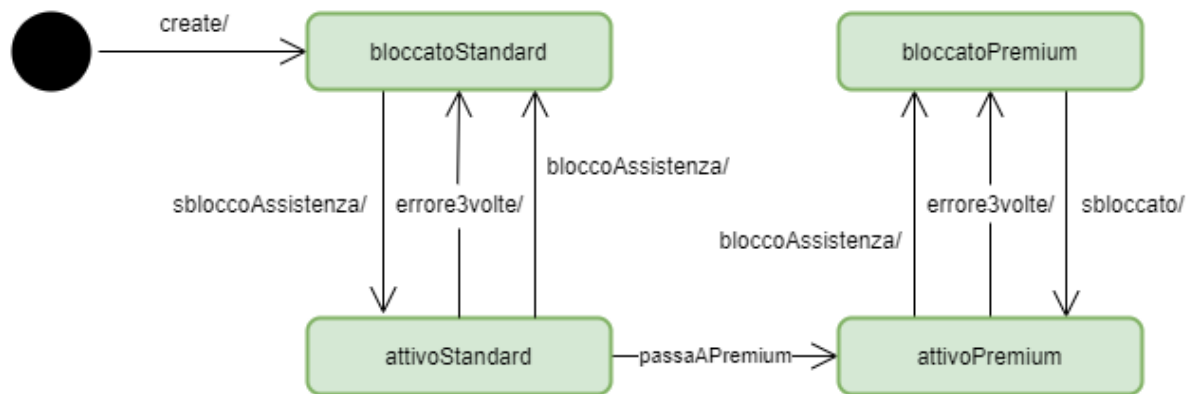 create/
bloccatoStandard
bloccatoPremium
bloccoAssistenza/
sbloccoAssistenza/
errore3volte/
errore3volte/
sbloccato/
bloccoAssistenza/
attivoStandard
passaAPremium
attivoPremium